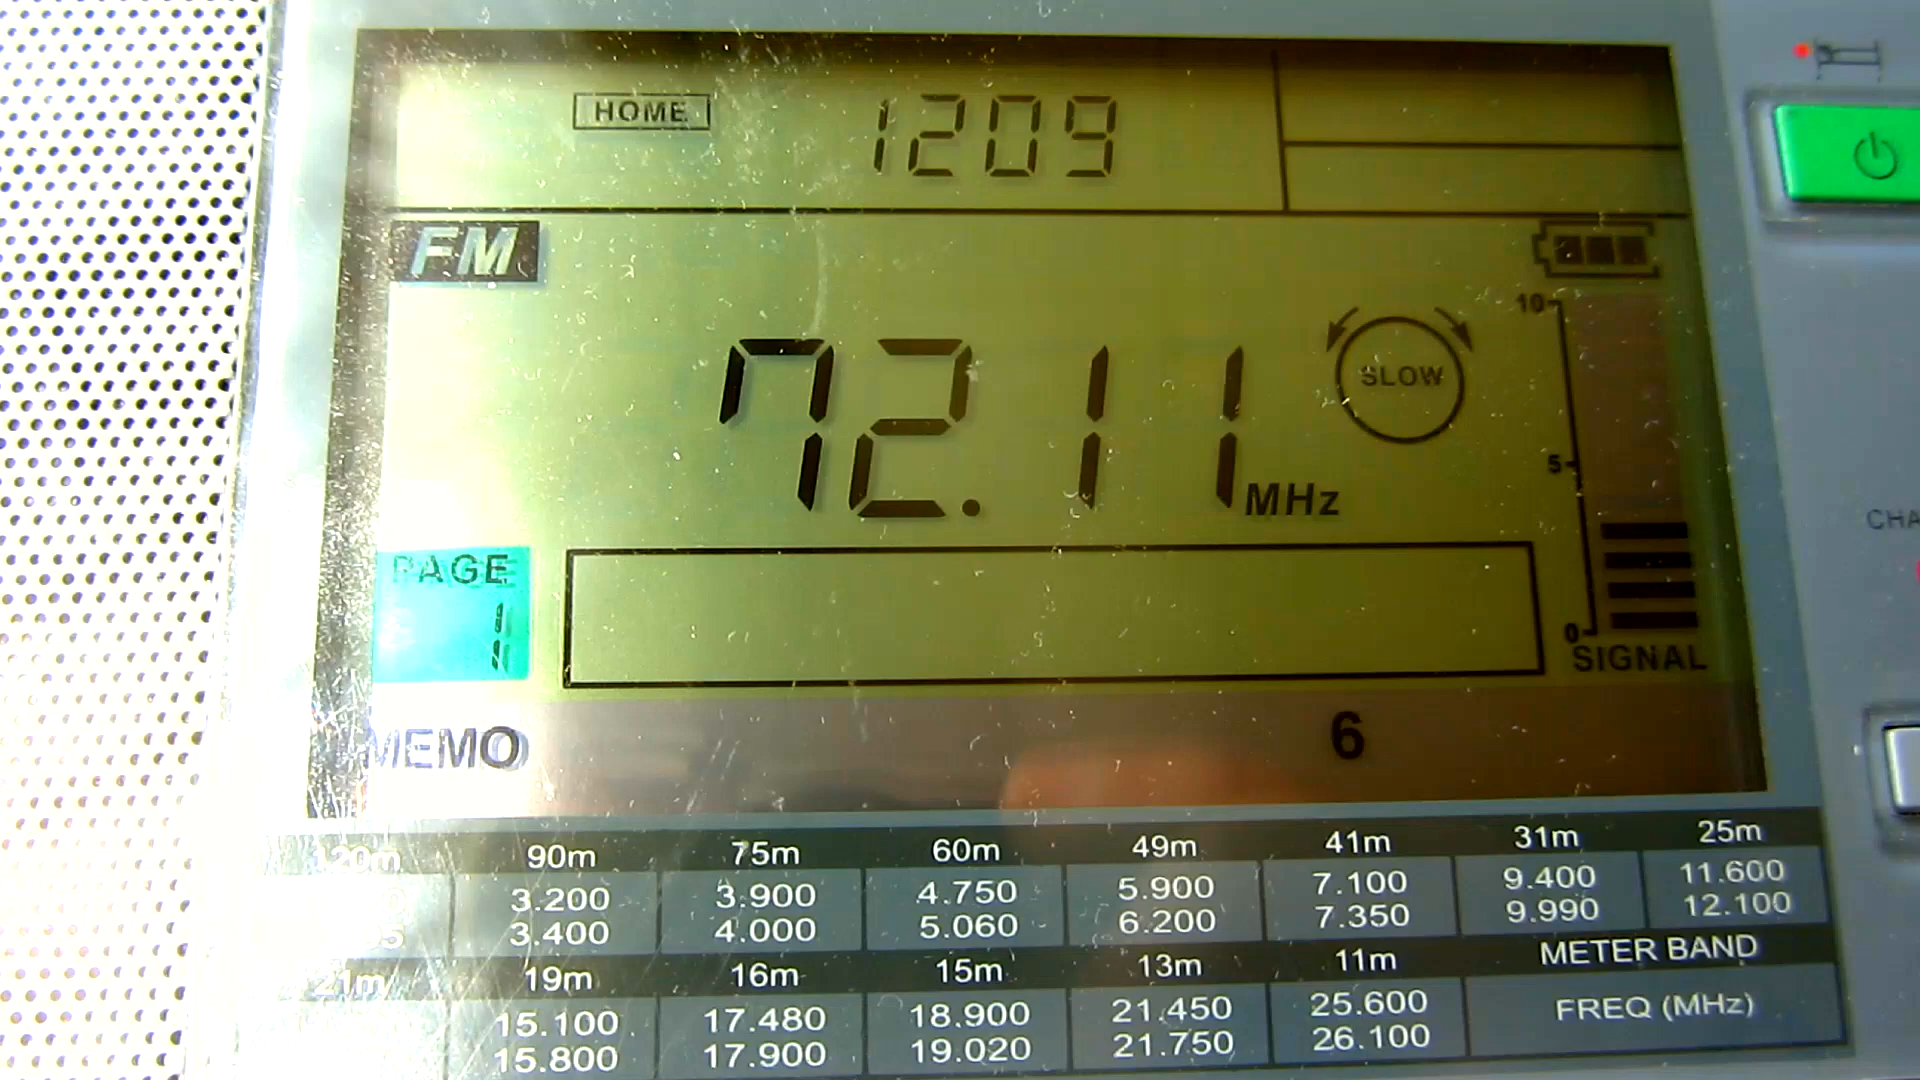 HOME 1209
FM
10
72.11 MHz SLOW
5
PAGE
1
0
SIGNAL
MEMO 6
CHA
120m 90m 75m 60m 49m 41m 31m 25m
3.200 3.900 4.750 5.900 7.100 9.400 11.600
3.400 4.000 5.060 6.200 7.350 9.990 12.100
21m 19m 16m 15m 13m 11m METER BAND
15.100 17.480 18.900 21.450 25.600 FREQ (MHz)
15.800 17.900 19.020 21.750 26.100